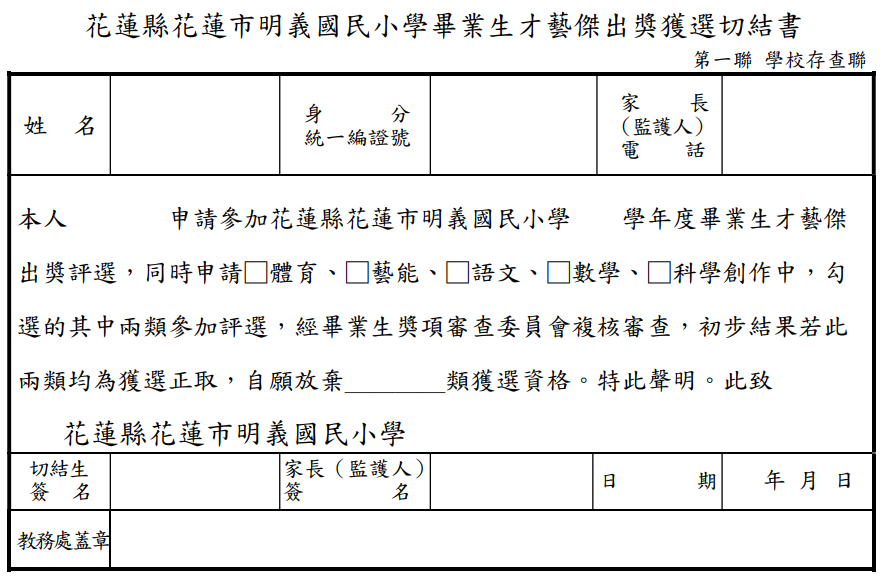 花蓮縣花蓮市明義國民小學畢業生才藝傑出獎獲選切結書
第一聯 學校存查聯
姓 名
身 分
統一編證號
家 長
（監護人）
電 話
本人 申請參加花蓮縣花蓮市明義國民小學 學年度畢業生才藝傑
出獎評選，同時申請□體育、□藝能、□語文、□數學、□科學創作中，勾
選的其中兩類參加評選，經畢業生獎項審查委員會複核審查，初步結果若此
兩類均為獲選正取，自願放棄________類獲選資格。特此聲明。此致
花蓮縣花蓮市明義國民小學
切結生
簽 名
家長（監護人）
簽 名
日 期
年 月 日
教務處蓋章